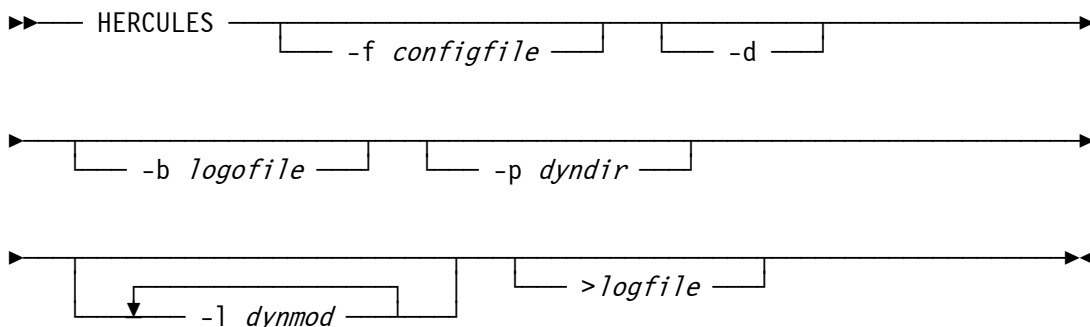 HERCULES
-f configfile
-d
-b logofile
-p dyndir
-l dynmod
>logfile